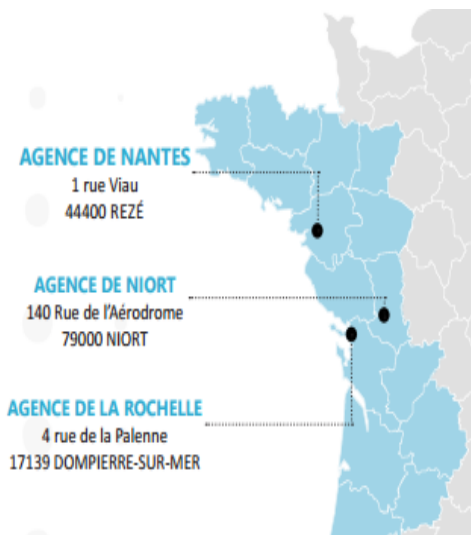 AGENCE DE NANTES
1 rue Viau
44400 REZÉ
AGENCE DE NIORT
140 Rue de l'Aérodrome
79000 NIORT
AGENCE DE LA ROCHELLE
4 rue de la Palenne
17139 DOMPIERRE-SUR-MER